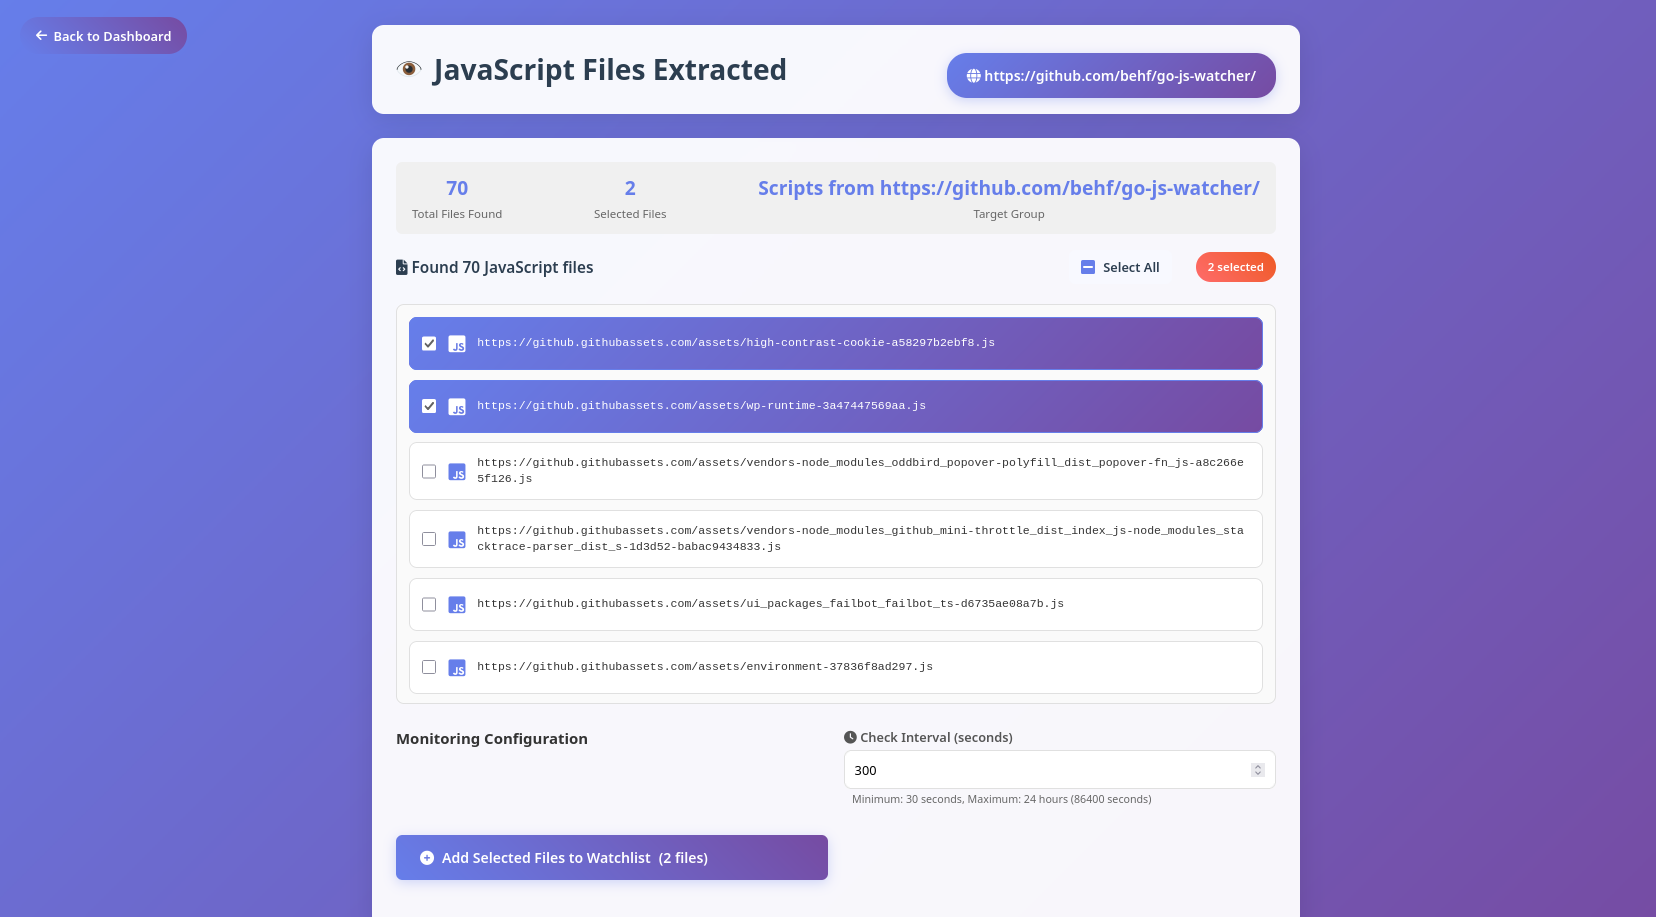 Back to Dashboard
JavaScript Files Extracted
https://github.com/behf/go-js-watcher/
70
Total Files Found
2
Selected Files
Scripts from https://github.com/behf/go-js-watcher/
Target Group
Found 70 JavaScript files
Select All
2 selected
JS
https://github.githubassets.com/assets/high-contrast-cookie-a58297b2ebf8.js
JS
https://github.githubassets.com/assets/wp-runtime-3a47447569aa.js
JS
https://github.githubassets.com/assets/vendors-node_modules_oddbird_popover-polyfill_dist_popover-fn_js-a8c266e
5f126.js
JS
https://github.githubassets.com/assets/vendors-node_modules_github_mini-throttle_dist_index_js-node_modules_sta
cktrace-parser_dist_s-1d3d52-babac9434833.js
JS
https://github.githubassets.com/assets/ui_packages_failbot_failbot_ts-d6735ae08a7b.js
JS
https://github.githubassets.com/assets/environment-37836f8ad297.js
Monitoring Configuration
Check Interval (seconds)
300
Minimum: 30 seconds, Maximum: 24 hours (86400 seconds)
Add Selected Files to Watchlist (2 files)